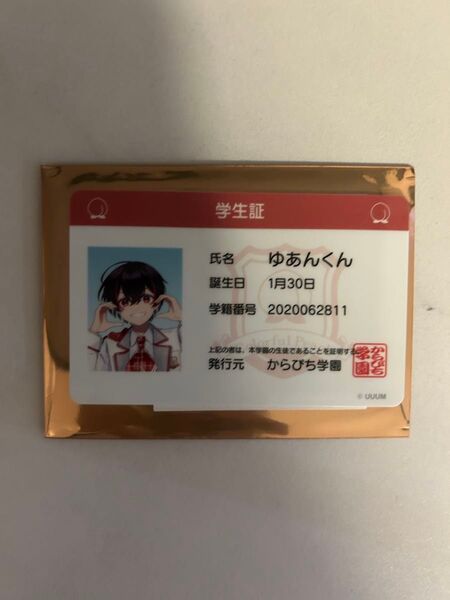 学生証
氏名 ゆあんくん
誕生日 1月30日
学籍番号 2020062811
上記の者は、本学園の生徒であることを証明する
発行元 からぴち学園
からぴち
学園
© UUUM